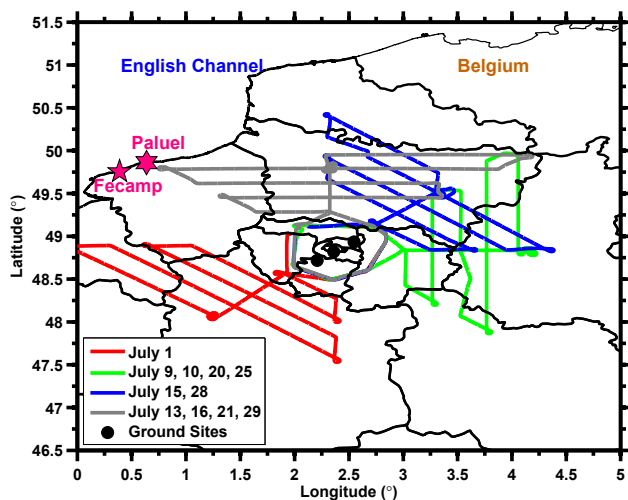 English Channel
Belgium
Paluel
Fecamp
Latitude (°)
51.5
51
50.5
50
49.5
49
48.5
48
47.5
47
46.5
July 1
July 9, 10, 20, 25
July 15, 28
July 13, 16, 21, 29
Ground Sites
0 0.5 1 1.5 2 2.5 3 3.5 4 4.5 5
Longitude (°)